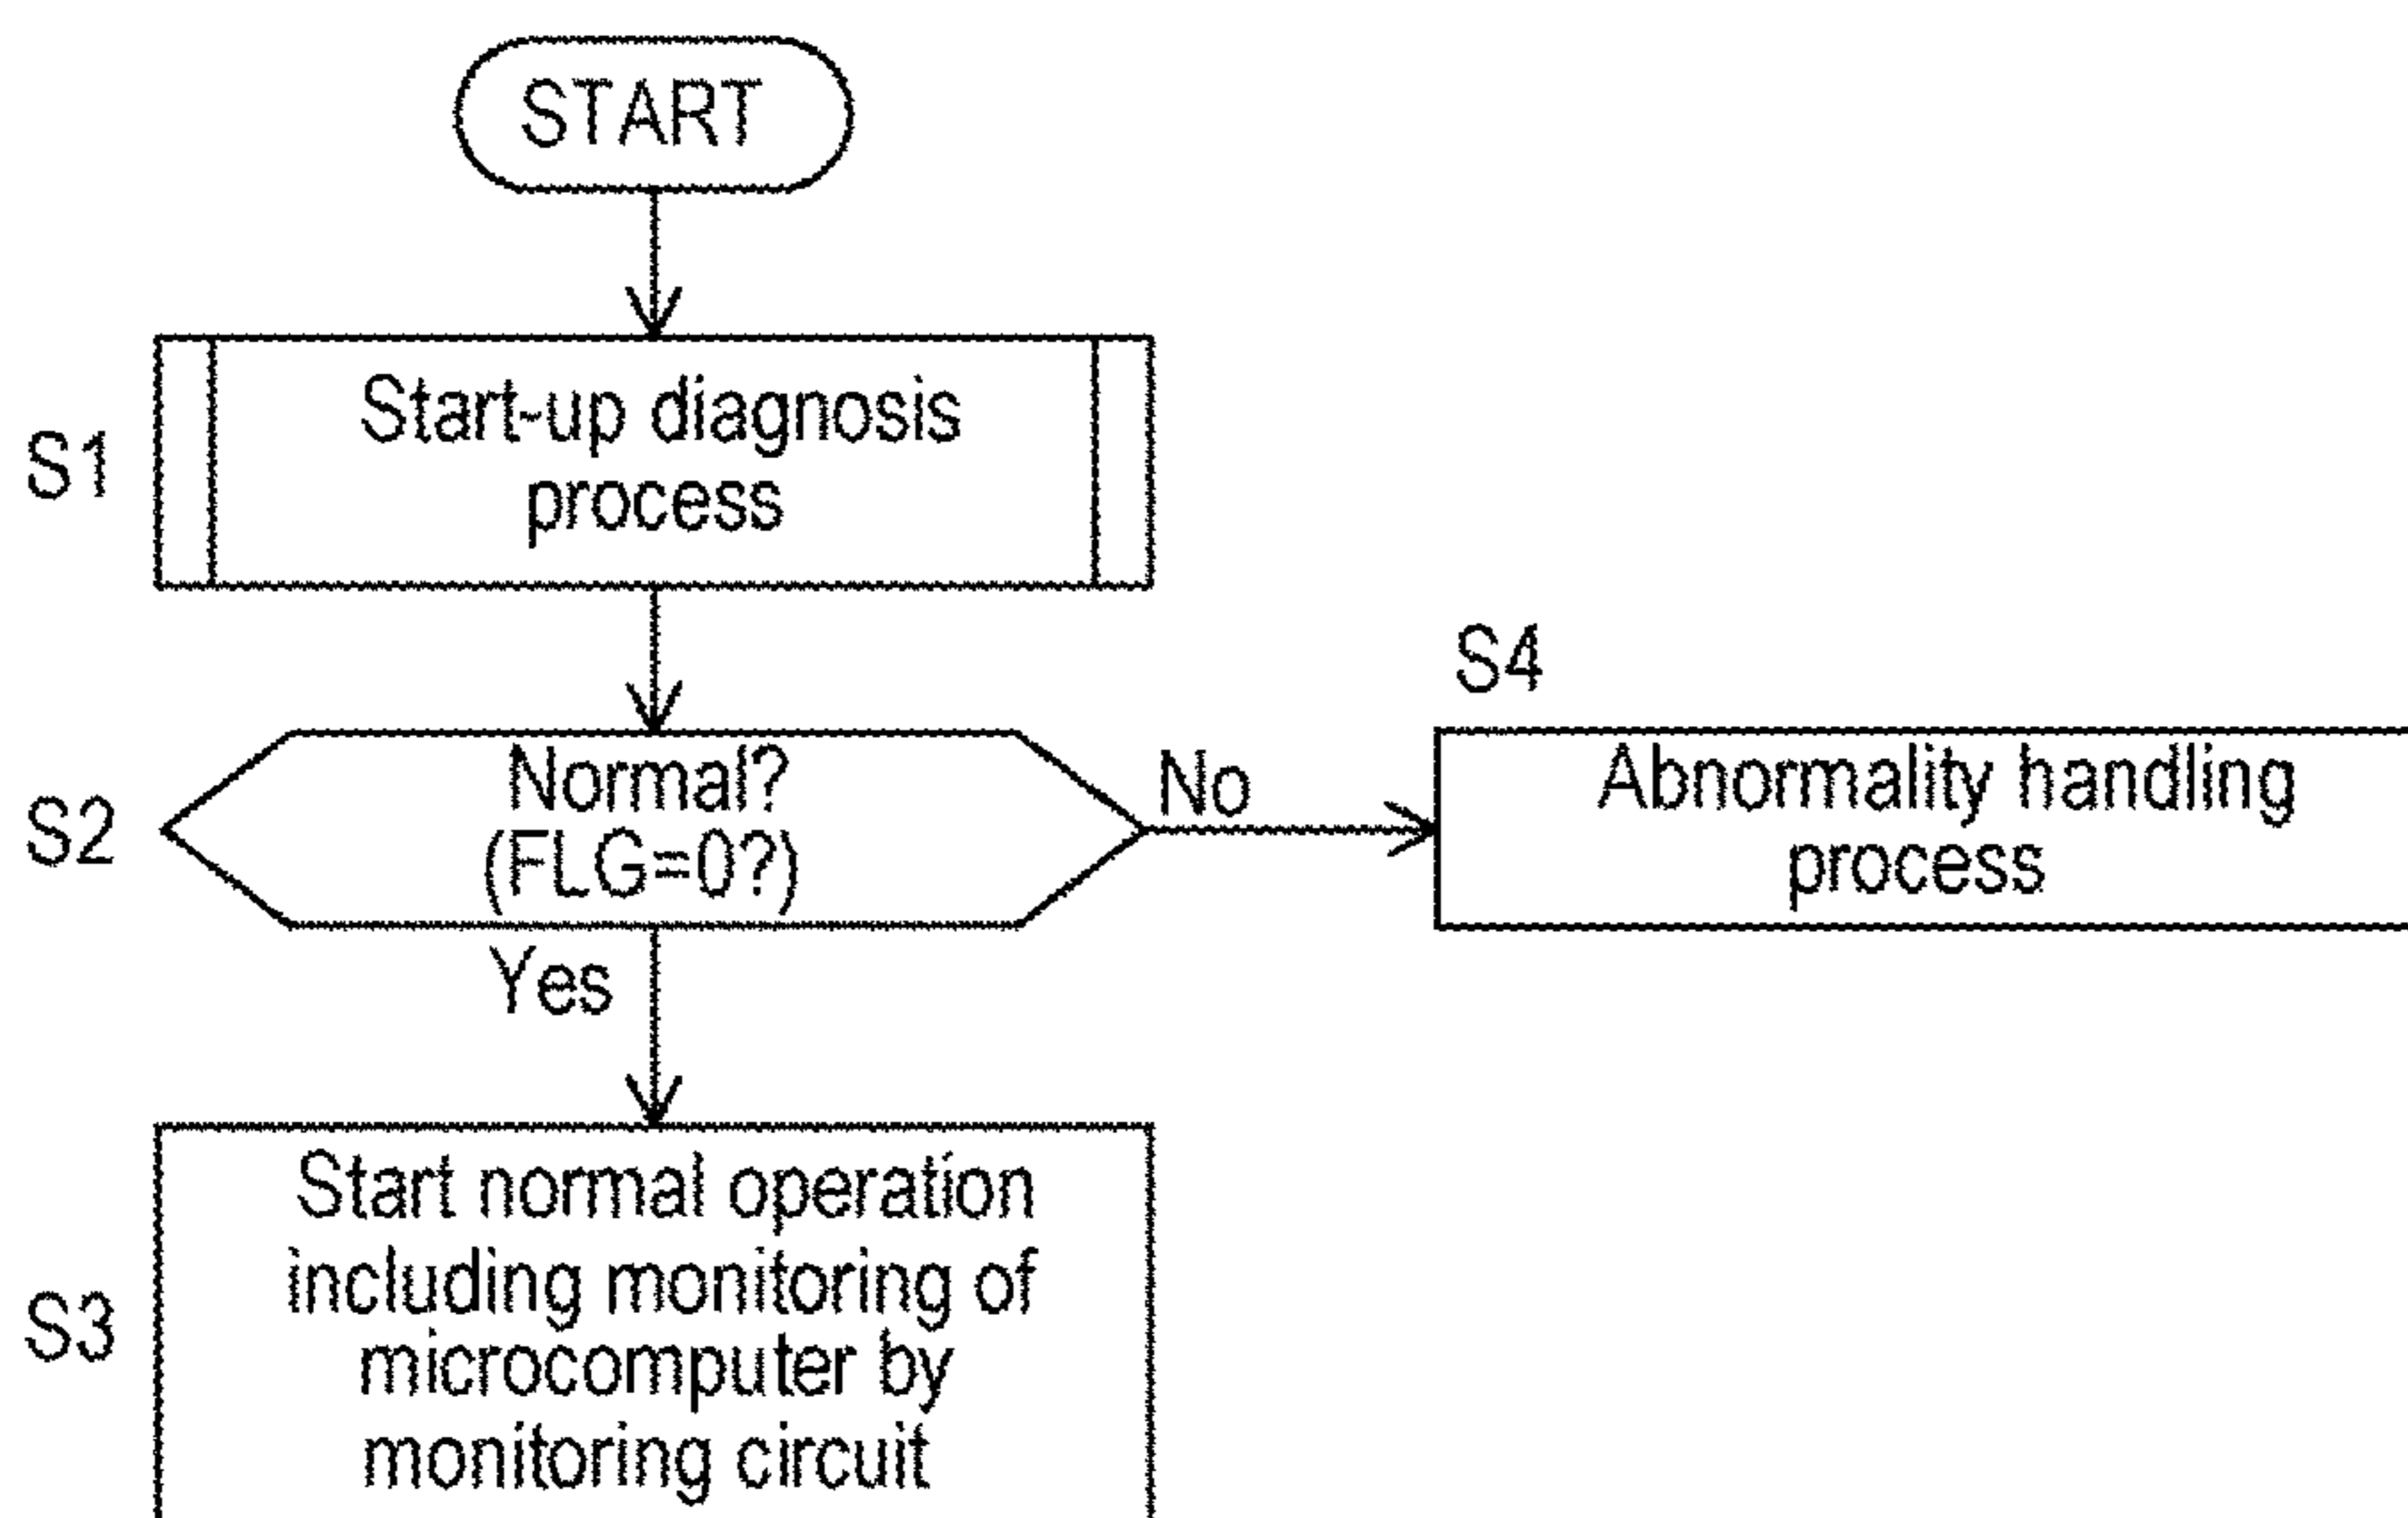 START
S1
Start-up diagnosis
process
S2
Normal?
(FLG=0?)
No
S4
Abnormality handling
process
Yes
S3
Start normal operation
including monitoring of
microcomputer by
monitoring circuit